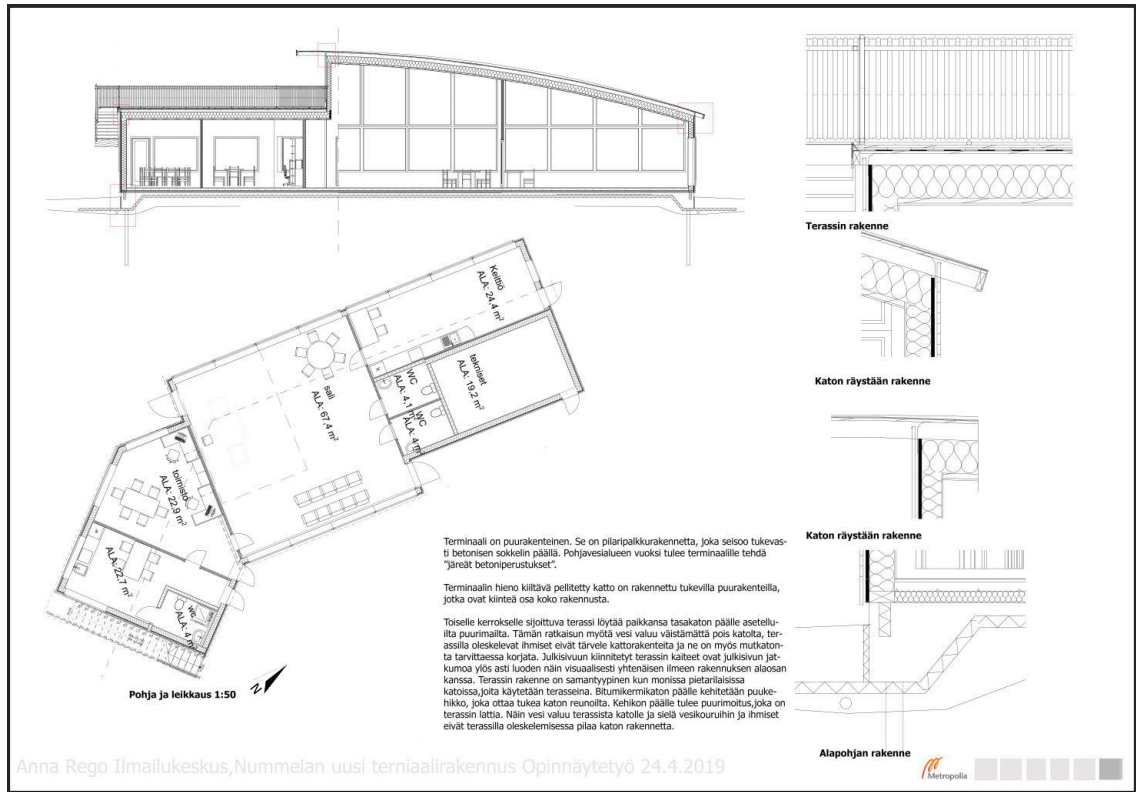 Terassin rakenne
Katon räystään rakenne
Katon räystään rakenne
Alapohjan rakenne
Keittiö
ALA: 24,4 m²
tekniset
ALA: 19,2 m²
WC
ALA: 4,1 m²
WC
ALA: 4 m²
sali
ALA: 67,4 m²
toimisto
ALA: 22,9 m²
ALA: 22,7 m²
WC
ALA: 4 m²
Pohja ja leikkaus 1:50
N
Terminaali on puurakenteinen. Se on pilaripalkkurakennetta, joka seisoo tukevas-
ti betonisen sokkelin päällä. Pohjavesialueen vuoksi tulee terminaalille tehdä
"järeät betoniperustukset".
Terminaalin hieno kiiltävä pellitetty katto on rakennettu tukevilla puurakenteilla,
jotka ovat kiinteä osa koko rakennusta.
Toiselle kerrokselle sijoittuva terassi löytää paikkansa tasakaton päälle asetellu-
ilta puurimailta. Tämän ratkaisun myötä vesi valuu väistämättä pois katolta, ter-
assilla oleskelevat ihmiset eivät tärvele kattorakenteita ja ne on myös mutkaton-
ta tarvittaessa korjata. Julkisivuun kiinnitetyt terassin kaiteet ovat julkisivun jat-
kumoa ylös asti luoden näin visuaalisesti yhtenäisen ilmeen rakennuksen alaosan
kanssa. Terassin rakenne on samantyyppinen kun monissa pietarilaisissa
katoissa,joita käytetään terasseina. Bitumikermikaton päälle kehitetään puuke-
hikko, joka ottaa tukea katon reunoilta. Kehikon päälle tulee puurimoitus,joka on
terassin lattia. Näin vesi valuu terassista katolle ja sielä vesikouruihin ja ihmiset
eivät terassilla oleskelemisessa pilaa katon rakennetta.
Anna Rego Ilmailukeskus,Nummelan uusi terniaalirakennus Opinnäytetyö 24.4.2019
Metropolia